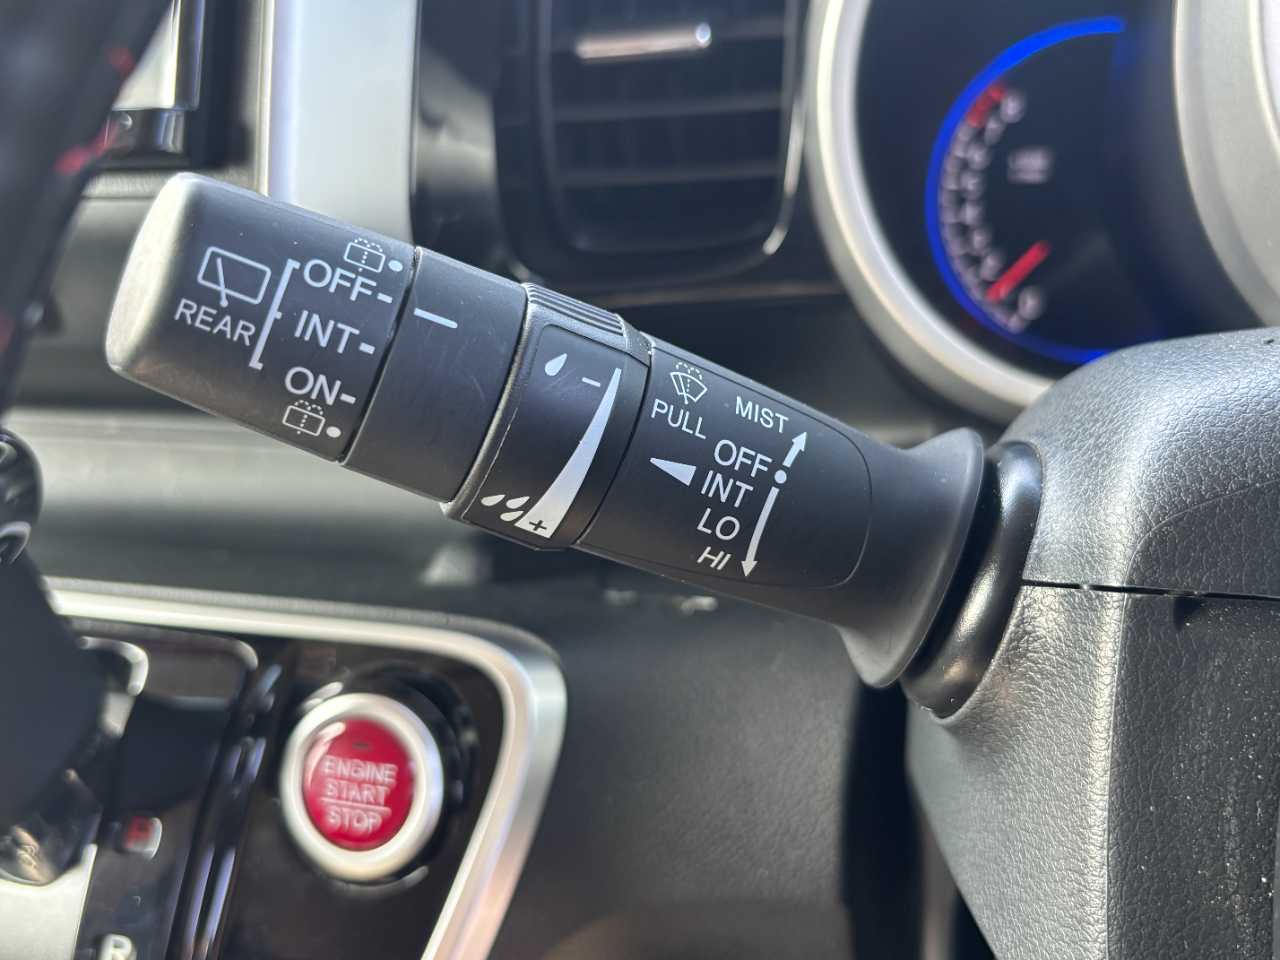 OFF
INT
ON
REAR
-
+
PULL
MIST
OFF
INT
LO
HI
ENGINE
START
STOP
R